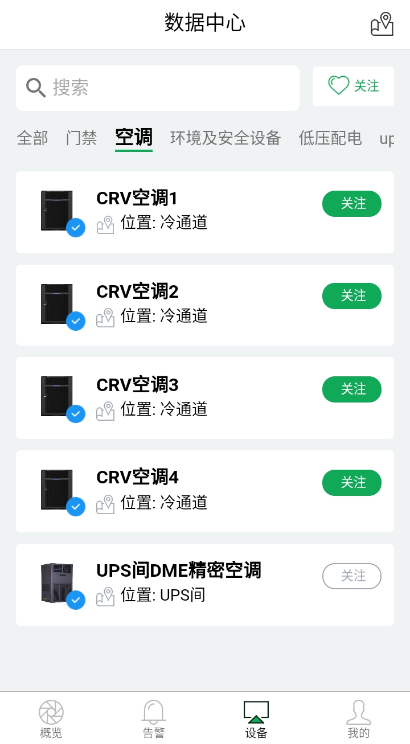 数据中心
搜索
关注
全部 门禁 空调 环境及安全设备 低压配电 up
CRV空调1
关注
位置: 冷通道
CRV空调2
关注
位置: 冷通道
CRV空调3
关注
位置: 冷通道
CRV空调4
关注
位置: 冷通道
UPS间DME精密空调
关注
位置: UPS间
概览 告警 设备 我的